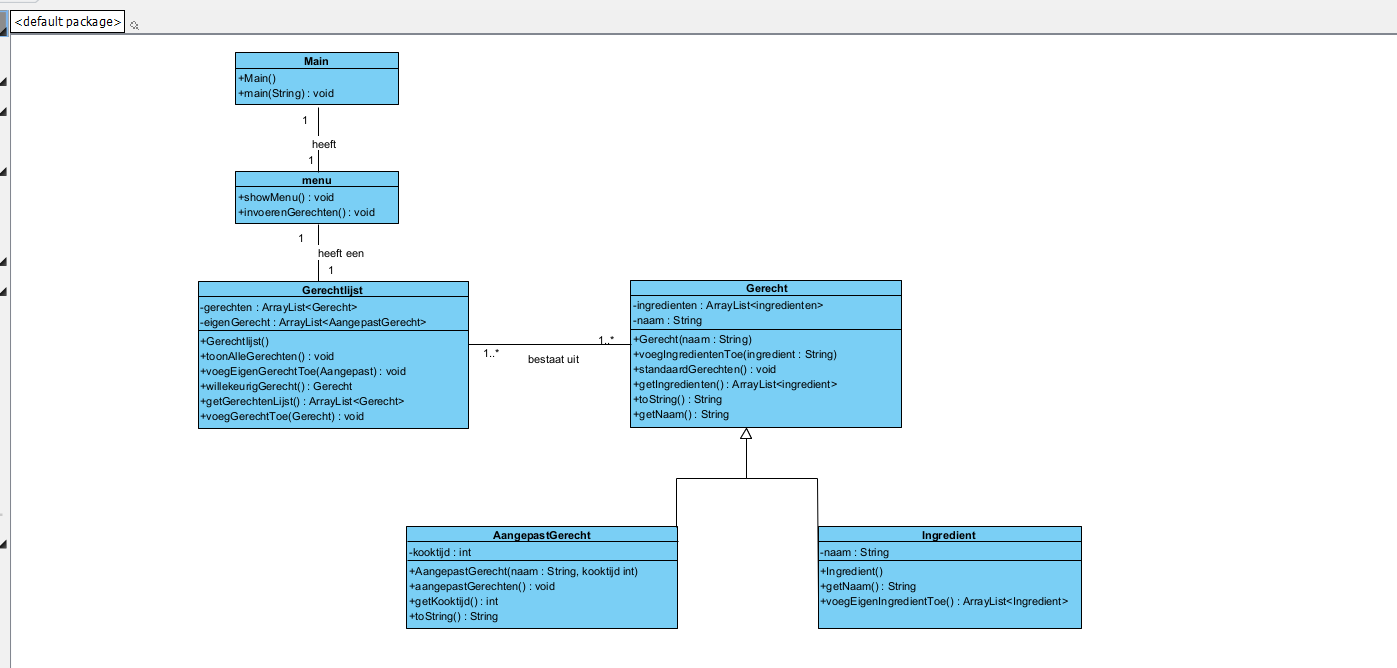 <default package>
Main
+Main()
+main(String) : void
1
heeft
1
menu
+showMenu() : void
+invoerenGerechten() : void
1
heeft een
1
Gerechtlijst
-gerechten : ArrayList<Gerecht>
-eigenGerecht : ArrayList<AangepastGerecht>
+Gerechtlijst()
+toonAlleGerechten() : void
+voegEigenGerechtToe(Aangepast) : void
+willekeurigGerecht() : Gerecht
+getGerechtenLijst() : ArrayList<Gerecht>
+voegGerechtToe(Gerecht) : void
1..*
bestaat uit
1..*
Gerecht
-ingredienten : ArrayList<ingredienten>
-naam : String
+Gerecht(naam : String)
+voegIngredientenToe(ingredient : String)
+standaardGerechten() : void
+getIngredienten() : ArrayList<ingredient>
+toString() : String
+getNaam() : String
AangepastGerecht
-kooktijd : int
+AangepastGerecht(naam : String, kooktijd int)
+aangepastGerechten() : void
+getKooktijd() : int
+toString() : String
Ingredient
-naam : String
+Ingredient()
+getNaam() : String
+voegEigenIngredientToe() : ArrayList<Ingredient>